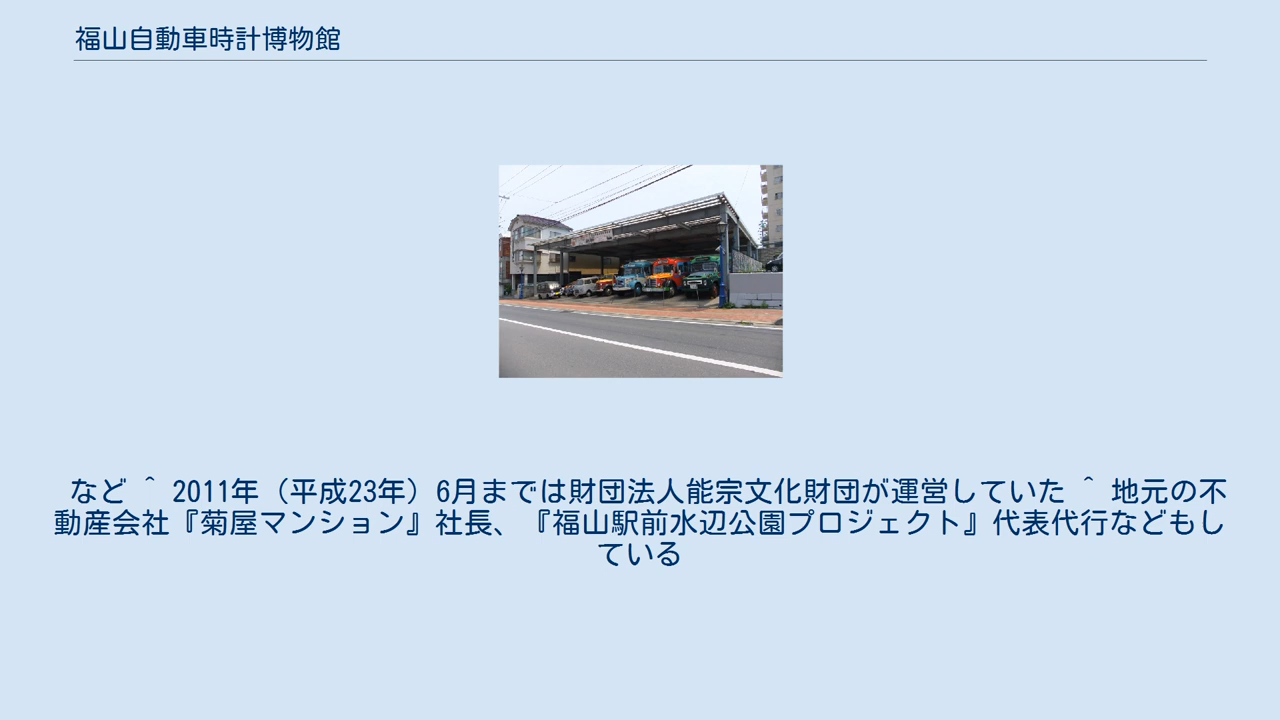 福山自動車時計博物館
など ^ 2011年（平成23年）6月までは財団法人能宗文化財団が運営していた ^ 地元の不
動産会社『菊屋マンション』社長、『福山駅前水辺公園プロジェクト』代表代行などもし
ている